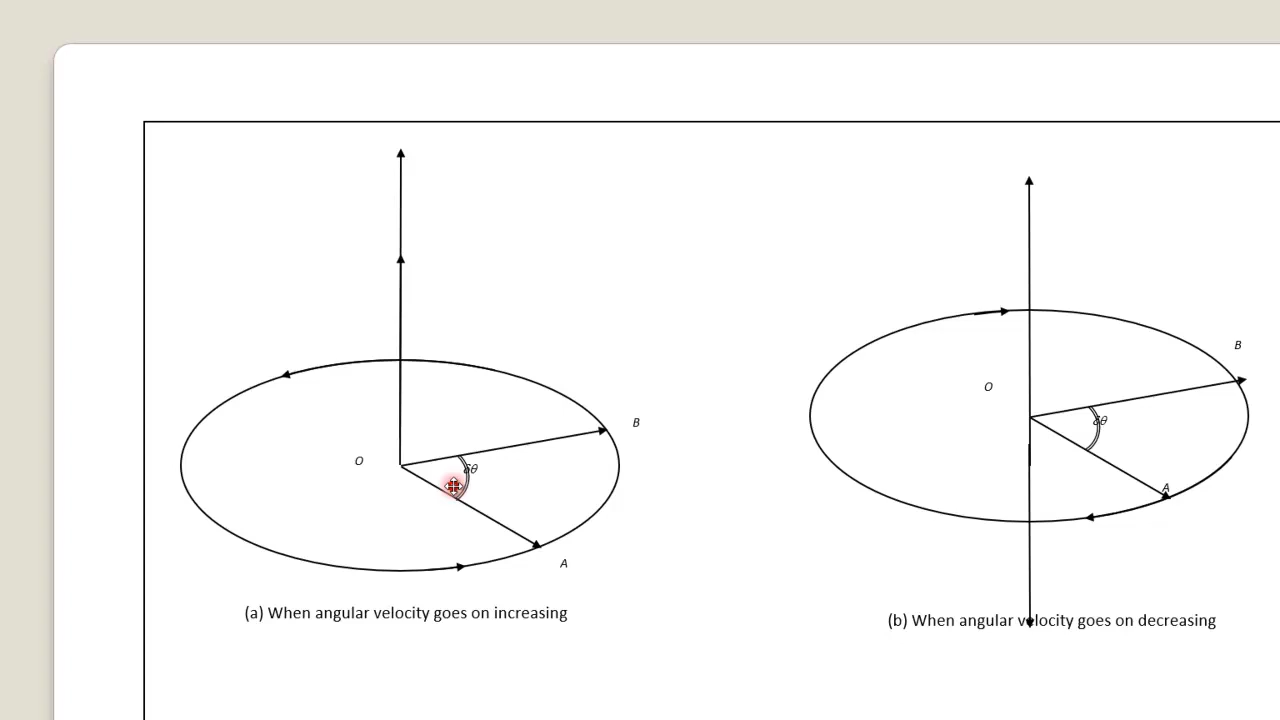 B
O
δθ
A
(a) When angular velocity goes on increasing
B
O
δθ
A
(b) When angular velocity goes on decreasing